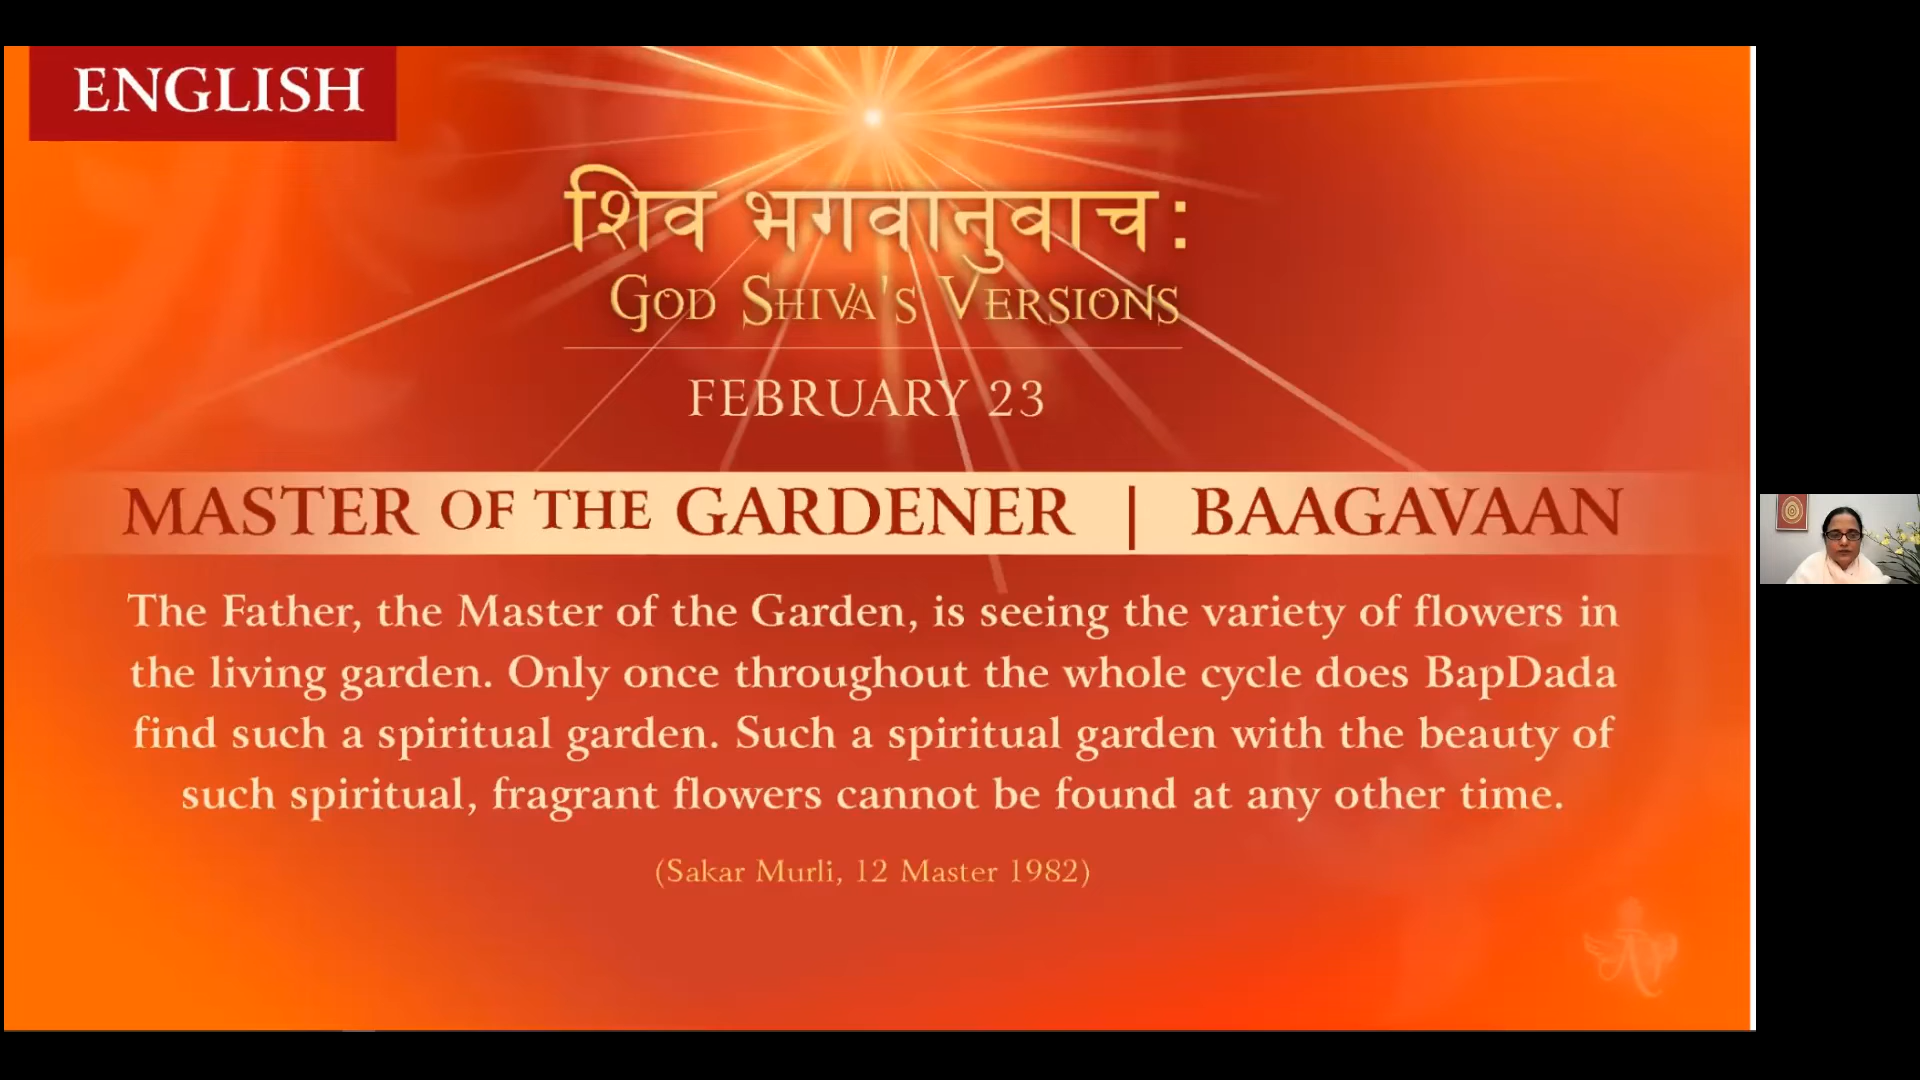 ENGLISH
शिव भगवानुवाच:
GOD SHIVA'S VERSIONS
FEBRUARY 23
MASTER OF THE GARDENER | BAAGAVAAN
The Father, the Master of the Garden, is seeing the variety of flowers in
the living garden. Only once throughout the whole cycle does BapDada
find such a spiritual garden. Such a spiritual garden with the beauty of
such spiritual, fragrant flowers cannot be found at any other time.
(Sakar Murli, 12 Master 1982)